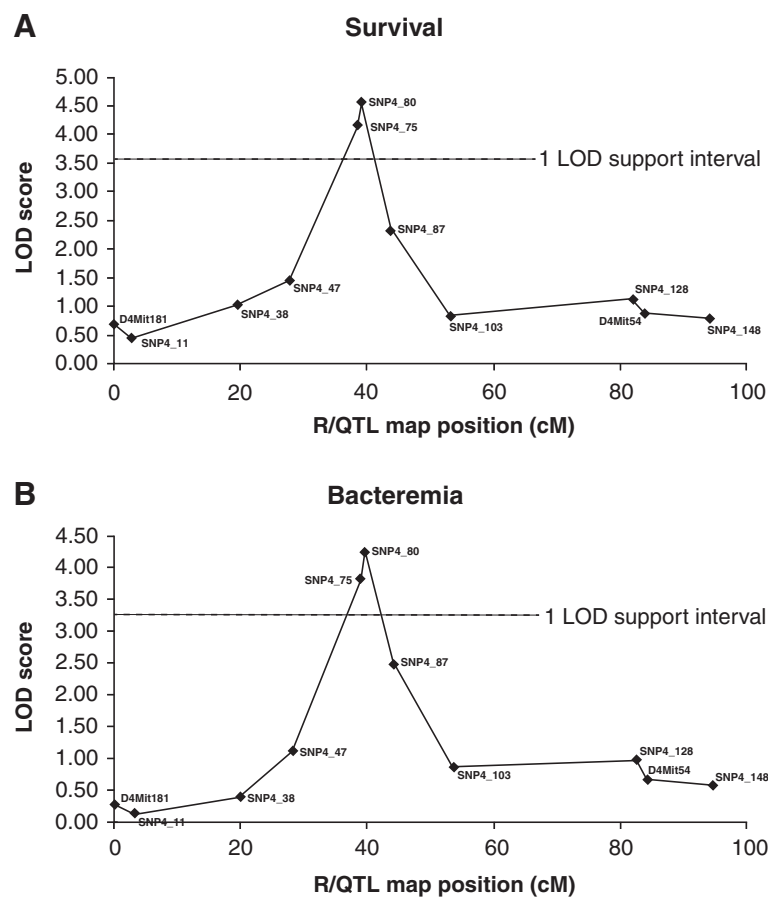 A
Survival
LOD score
5.00
4.50
4.00
3.50
3.00
2.50
2.00
1.50
1.00
0.50
0.00
SNP4_80
SNP4_75
1 LOD support interval
SNP4_87
SNP4_47
SNP4_128
D4Mit181
SNP4_38
D4Mit54
SNP4_103
SNP4_148
SNP4_11
0 20 40 60 80 100
R/QTL map position (cM)
B
Bacteremia
LOD score
4.50
4.00
3.50
3.00
2.50
2.00
1.50
1.00
0.50
0.00
SNP4_80
SNP4_75
1 LOD support interval
SNP4_87
SNP4_47
SNP4_128
D4Mit54
SNP4_103
SNP4_148
D4Mit181
SNP4_38
SNP4_11
0 20 40 60 80 100
R/QTL map position (cM)